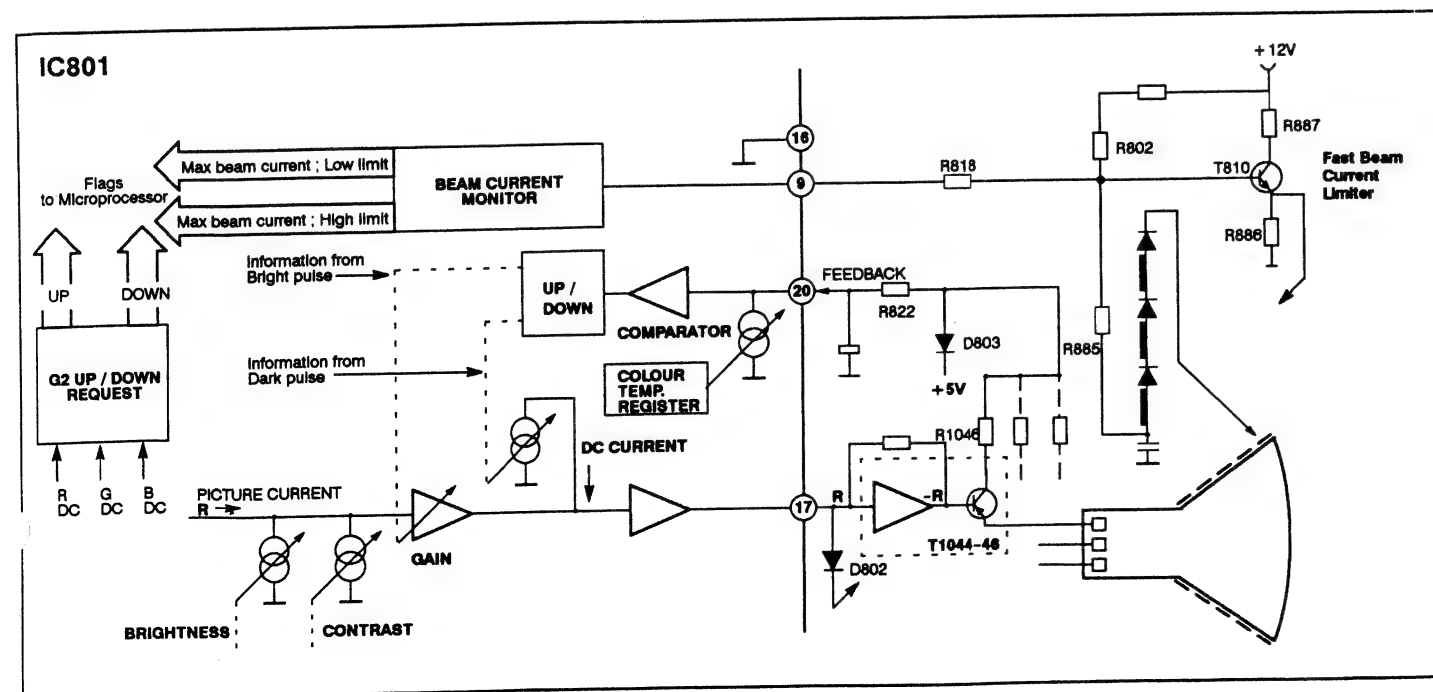 IC801
+ 12V
R887
R802
T810
Fast Beam
Current
Limiter
R886
16
Max beam current ; Low limit
Flags
to Microprocessor
Max beam current ; High limit
BEAM CURRENT
MONITOR
9
R818
Information from
Bright pulse
UP
DOWN
UP /
DOWN
COMPARATOR
20
FEEDBACK
R822
D803
+5V
R885
G2 UP / DOWN
REQUEST
Information from
Dark pulse
COLOUR
TEMP.
REGISTER
R1046
DC CURRENT
R
DC
G
DC
B
DC
PICTURE CURRENT
R
GAIN
17
R
-R
T1044-46
D802
BRIGHTNESS
CONTRAST